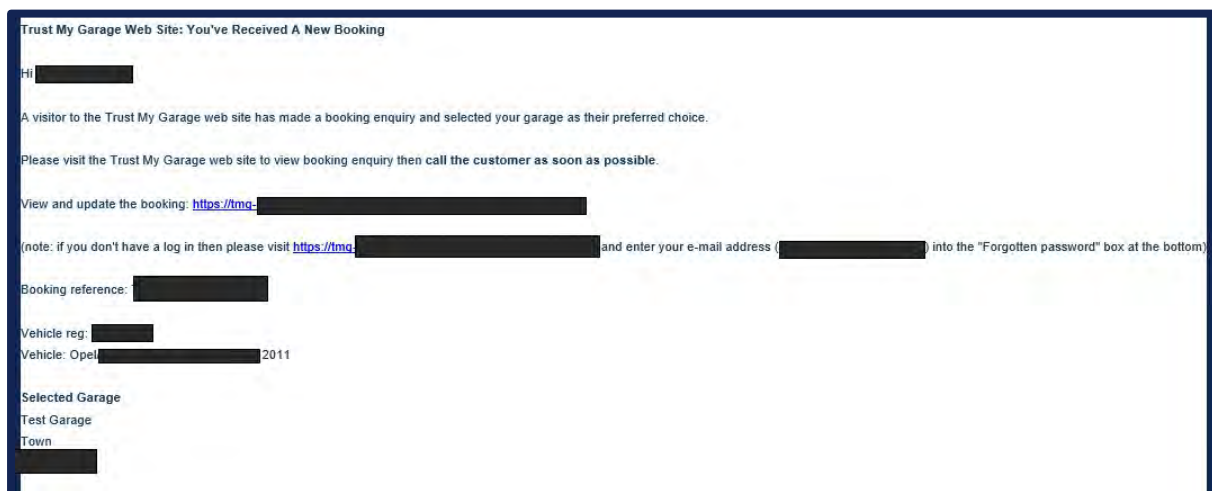 Trust My Garage Web Site: You've Received A New Booking
Hi
A visitor to the Trust My Garage web site has made a booking enquiry and selected your garage as their preferred choice.
Please visit the Trust My Garage web site to view booking enquiry then call the customer as soon as possible.
View and update the booking: https://tmg-
(note: if you don't have a log in then please visit https://tmg- and enter your e-mail address ( ) into the "Forgotten password" box at the bottom)
Booking reference:
Vehicle reg:
Vehicle: Opel 2011
Selected Garage
Test Garage
Town